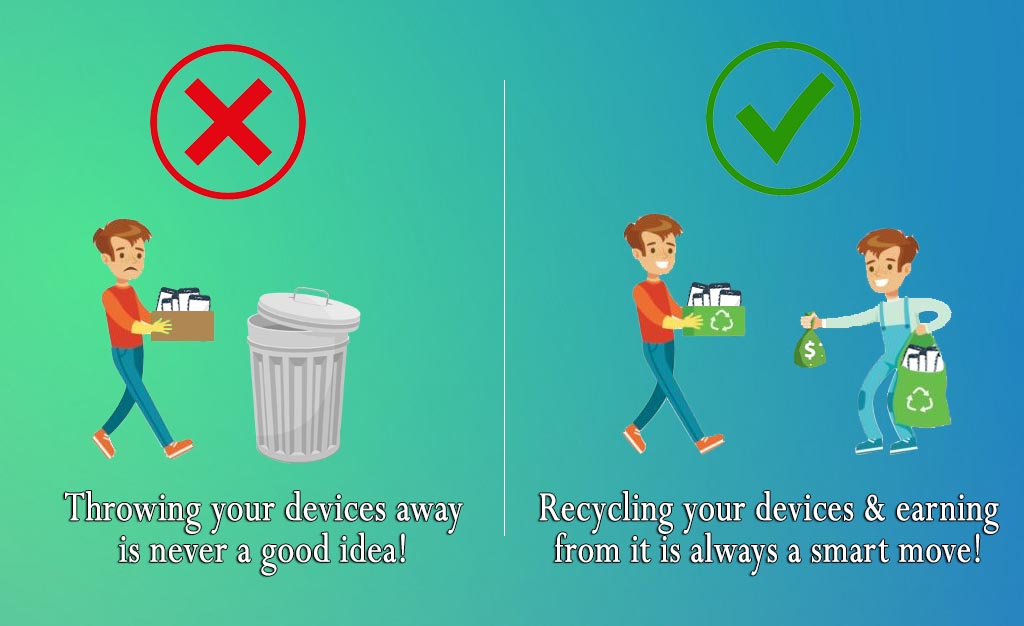 Throwing your devices away
is never a good idea!
$
Recycling your devices & earning
from it is always a smart move!